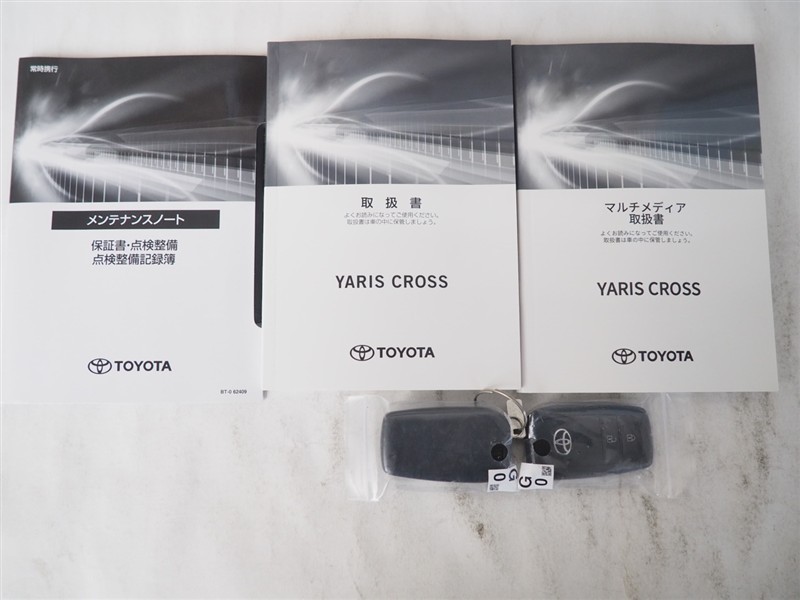 常時携行
メンテナンスノート
保証書・点検整備
点検整備記録簿
TOYOTA
BT-0 62409
取扱書
よくお読みになってご使用ください。
取扱書は車の中に保管しましょう。
YARIS CROSS
TOYOTA
マルチメディア
取扱書
よくお読みになってご使用ください。
取扱書は車の中に保管しましょう。
YARIS CROSS
TOYOTA
G
0
G
0